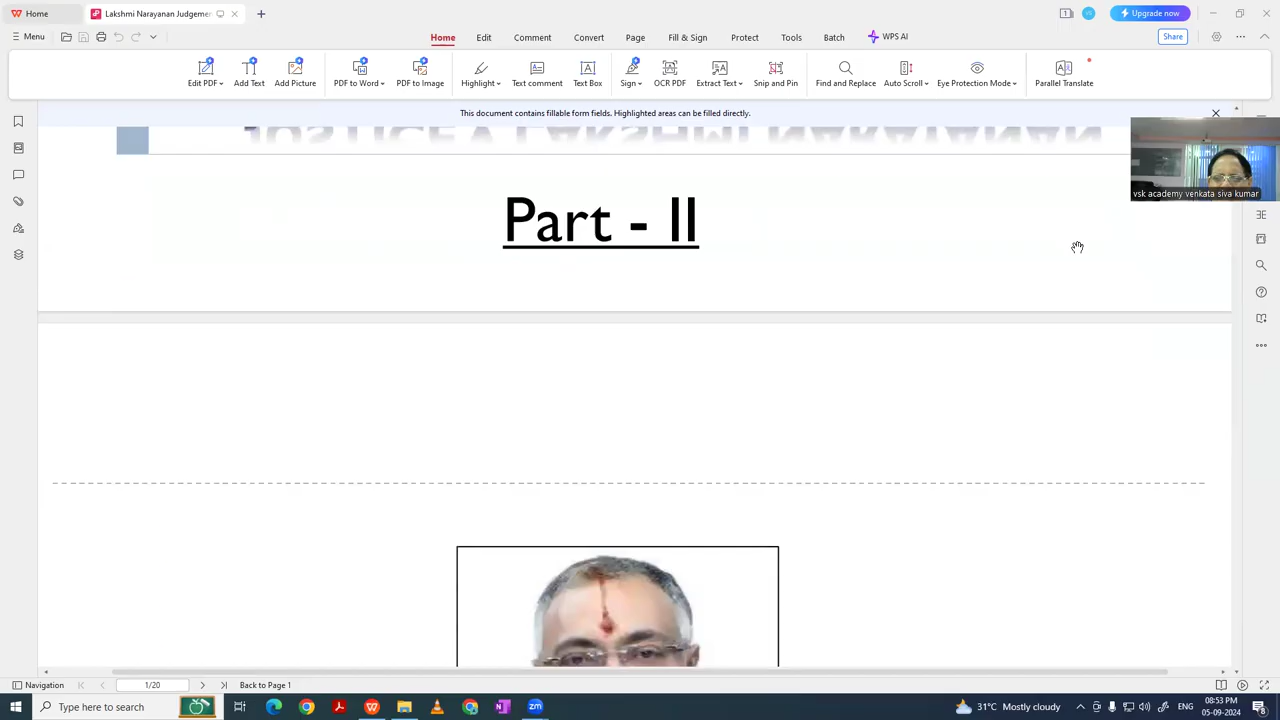 Home
Lakshmi Narayanan Judgemen
Upgrade now
Menu
Home Edit Comment Convert Page Fill & Sign Protect Tools Batch WPS AI
Share
Edit PDF Add Text Add Picture PDF to Word PDF to Image Highlight Text comment Text Box Sign OCR PDF Extract Text Snip and Pin Find and Replace Auto Scroll Eye Protection Mode Parallel Translate
This document contains fillable form fields. Highlighted areas can be filled directly.
vsk academy venkata siva kumar
Part - II
Navigation
1/20
Back to Page 1
Type here to search
31°C Mostly cloudy
ENG
08:53 PM
05-09-2024
8